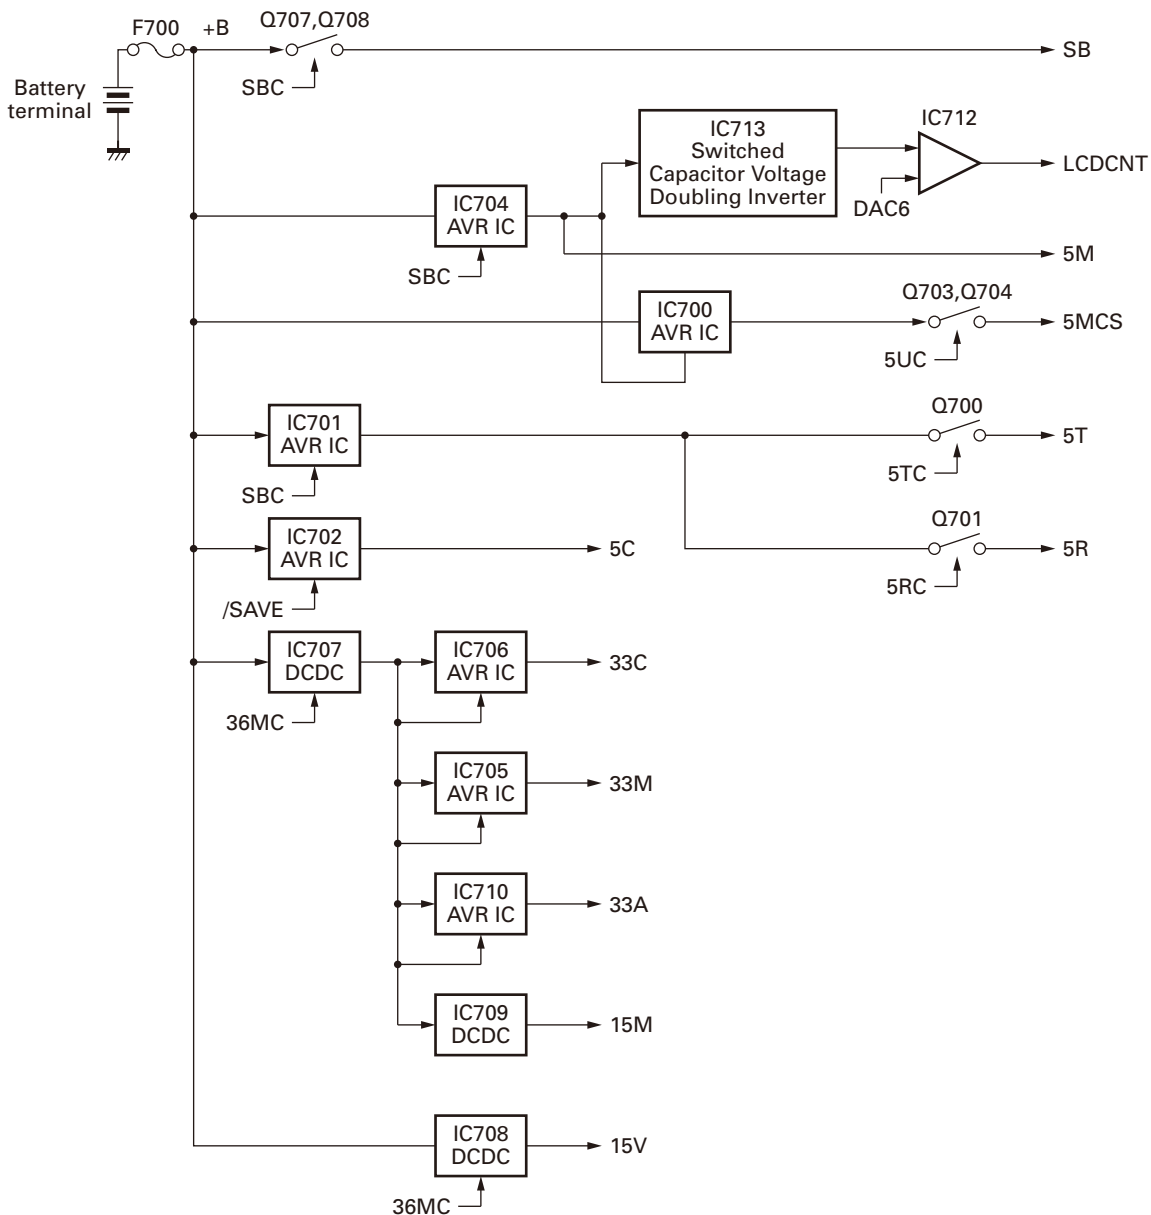 F700
+B
Q707,Q708
SBC
SB
Battery
terminal
IC713
Switched
Capacitor Voltage
Doubling Inverter
IC712
DAC6
LCDCNT
IC704
AVR IC
SBC
5M
IC700
AVR IC
Q703,Q704
5UC
5MCS
IC701
AVR IC
SBC
Q700
5TC
5T
IC702
AVR IC
/SAVE
5C
Q701
5RC
5R
IC707
DCDC
36MC
IC706
AVR IC
33C
IC705
AVR IC
33M
IC710
AVR IC
33A
IC709
DCDC
15M
IC708
DCDC
15V
36MC